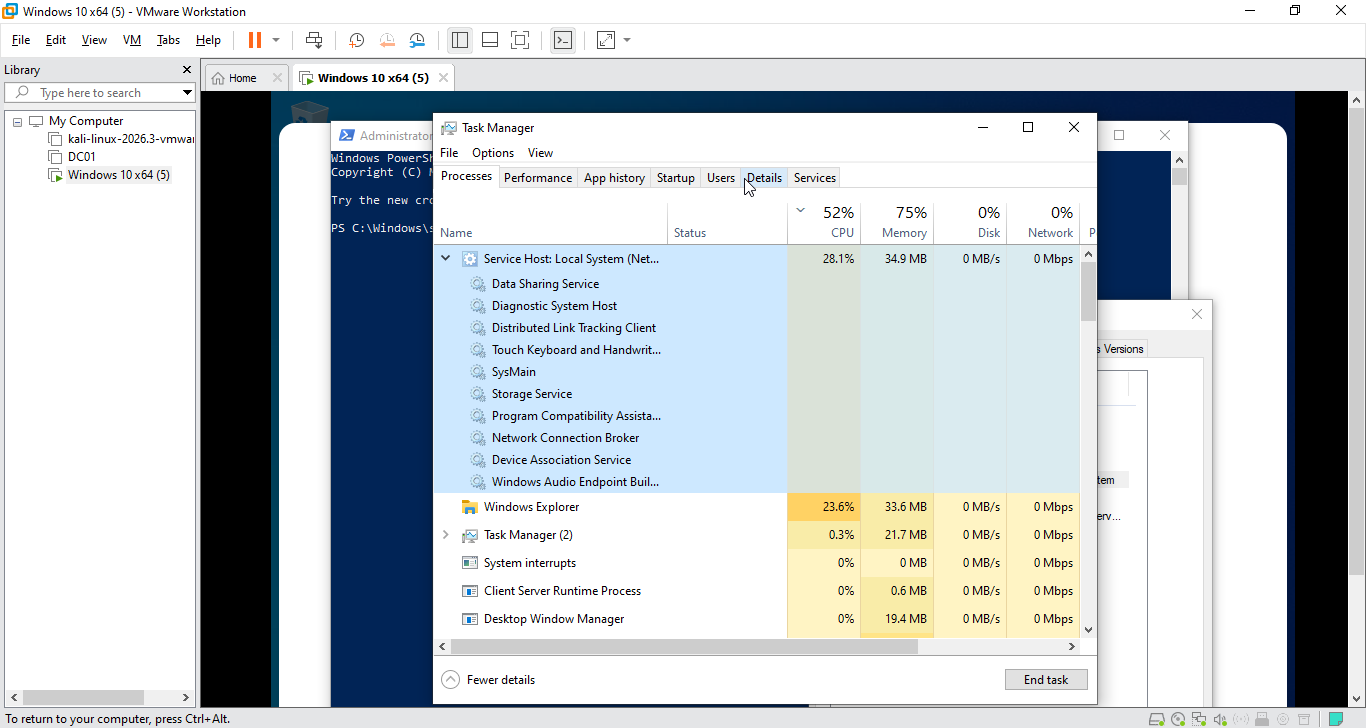 Windows 10 x64 (5) - VMware Workstation
File Edit View VM Tabs Help
Library
Type here to search
My Computer
kali-linux-2026.3-vmwar
DC01
Windows 10 x64 (5)
Home
Windows 10 x64 (5)
Administrator
Windows PowerSh
Copyright (C) M
Try the new cro
PS C:\Windows\s
Task Manager
File Options View
Processes Performance App history Startup Users Details Services
52% 75% 0% 0%
Name Status CPU Memory Disk Network P
Service Host: Local System (Net... 28.1% 34.9 MB 0 MB/s 0 Mbps
Data Sharing Service
Diagnostic System Host
Distributed Link Tracking Client
Touch Keyboard and Handwrit...
SysMain
Storage Service
Program Compatibility Assista...
Network Connection Broker
Device Association Service
Windows Audio Endpoint Buil...
Windows Explorer 23.6% 33.6 MB 0 MB/s 0 Mbps
Task Manager (2) 0.3% 21.7 MB 0 MB/s 0 Mbps
System interrupts 0% 0 MB 0 MB/s 0 Mbps
Client Server Runtime Process 0% 0.6 MB 0 MB/s 0 Mbps
Desktop Window Manager 0% 19.4 MB 0 MB/s 0 Mbps
Fewer details
End task
s Versions
tem
erv...
To return to your computer, press Ctrl+Alt.